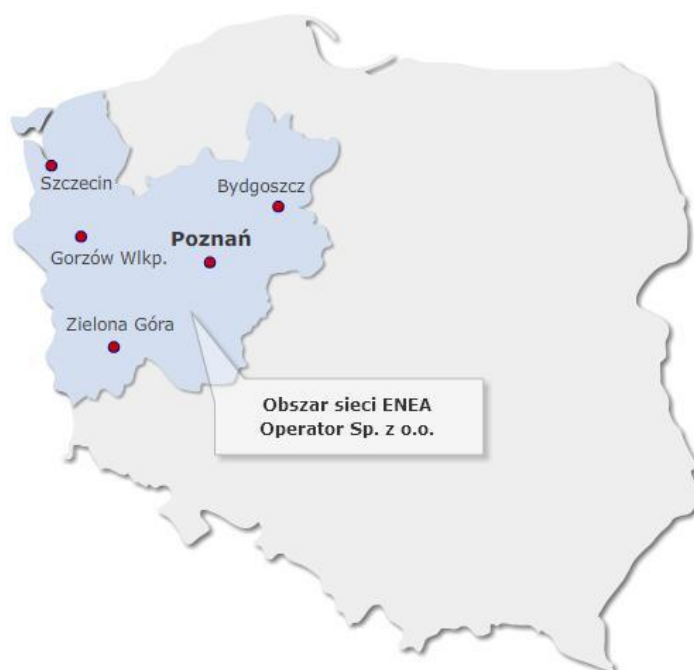 Szczecin
Bydgoszcz
Poznań
Gorzów Wlkp.
Zielona Góra
Obszar sieci ENEA
Operator Sp. z o.o.